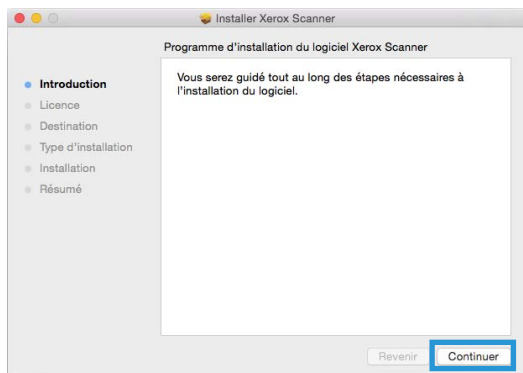 Installer Xerox Scanner
Programme d'installation du logiciel Xerox Scanner
Introduction
Licence
Destination
Type d'installation
Installation
Résumé
Vous serez guidé tout au long des étapes nécessaires à
l'installation du logiciel.
Revenir
Continuer